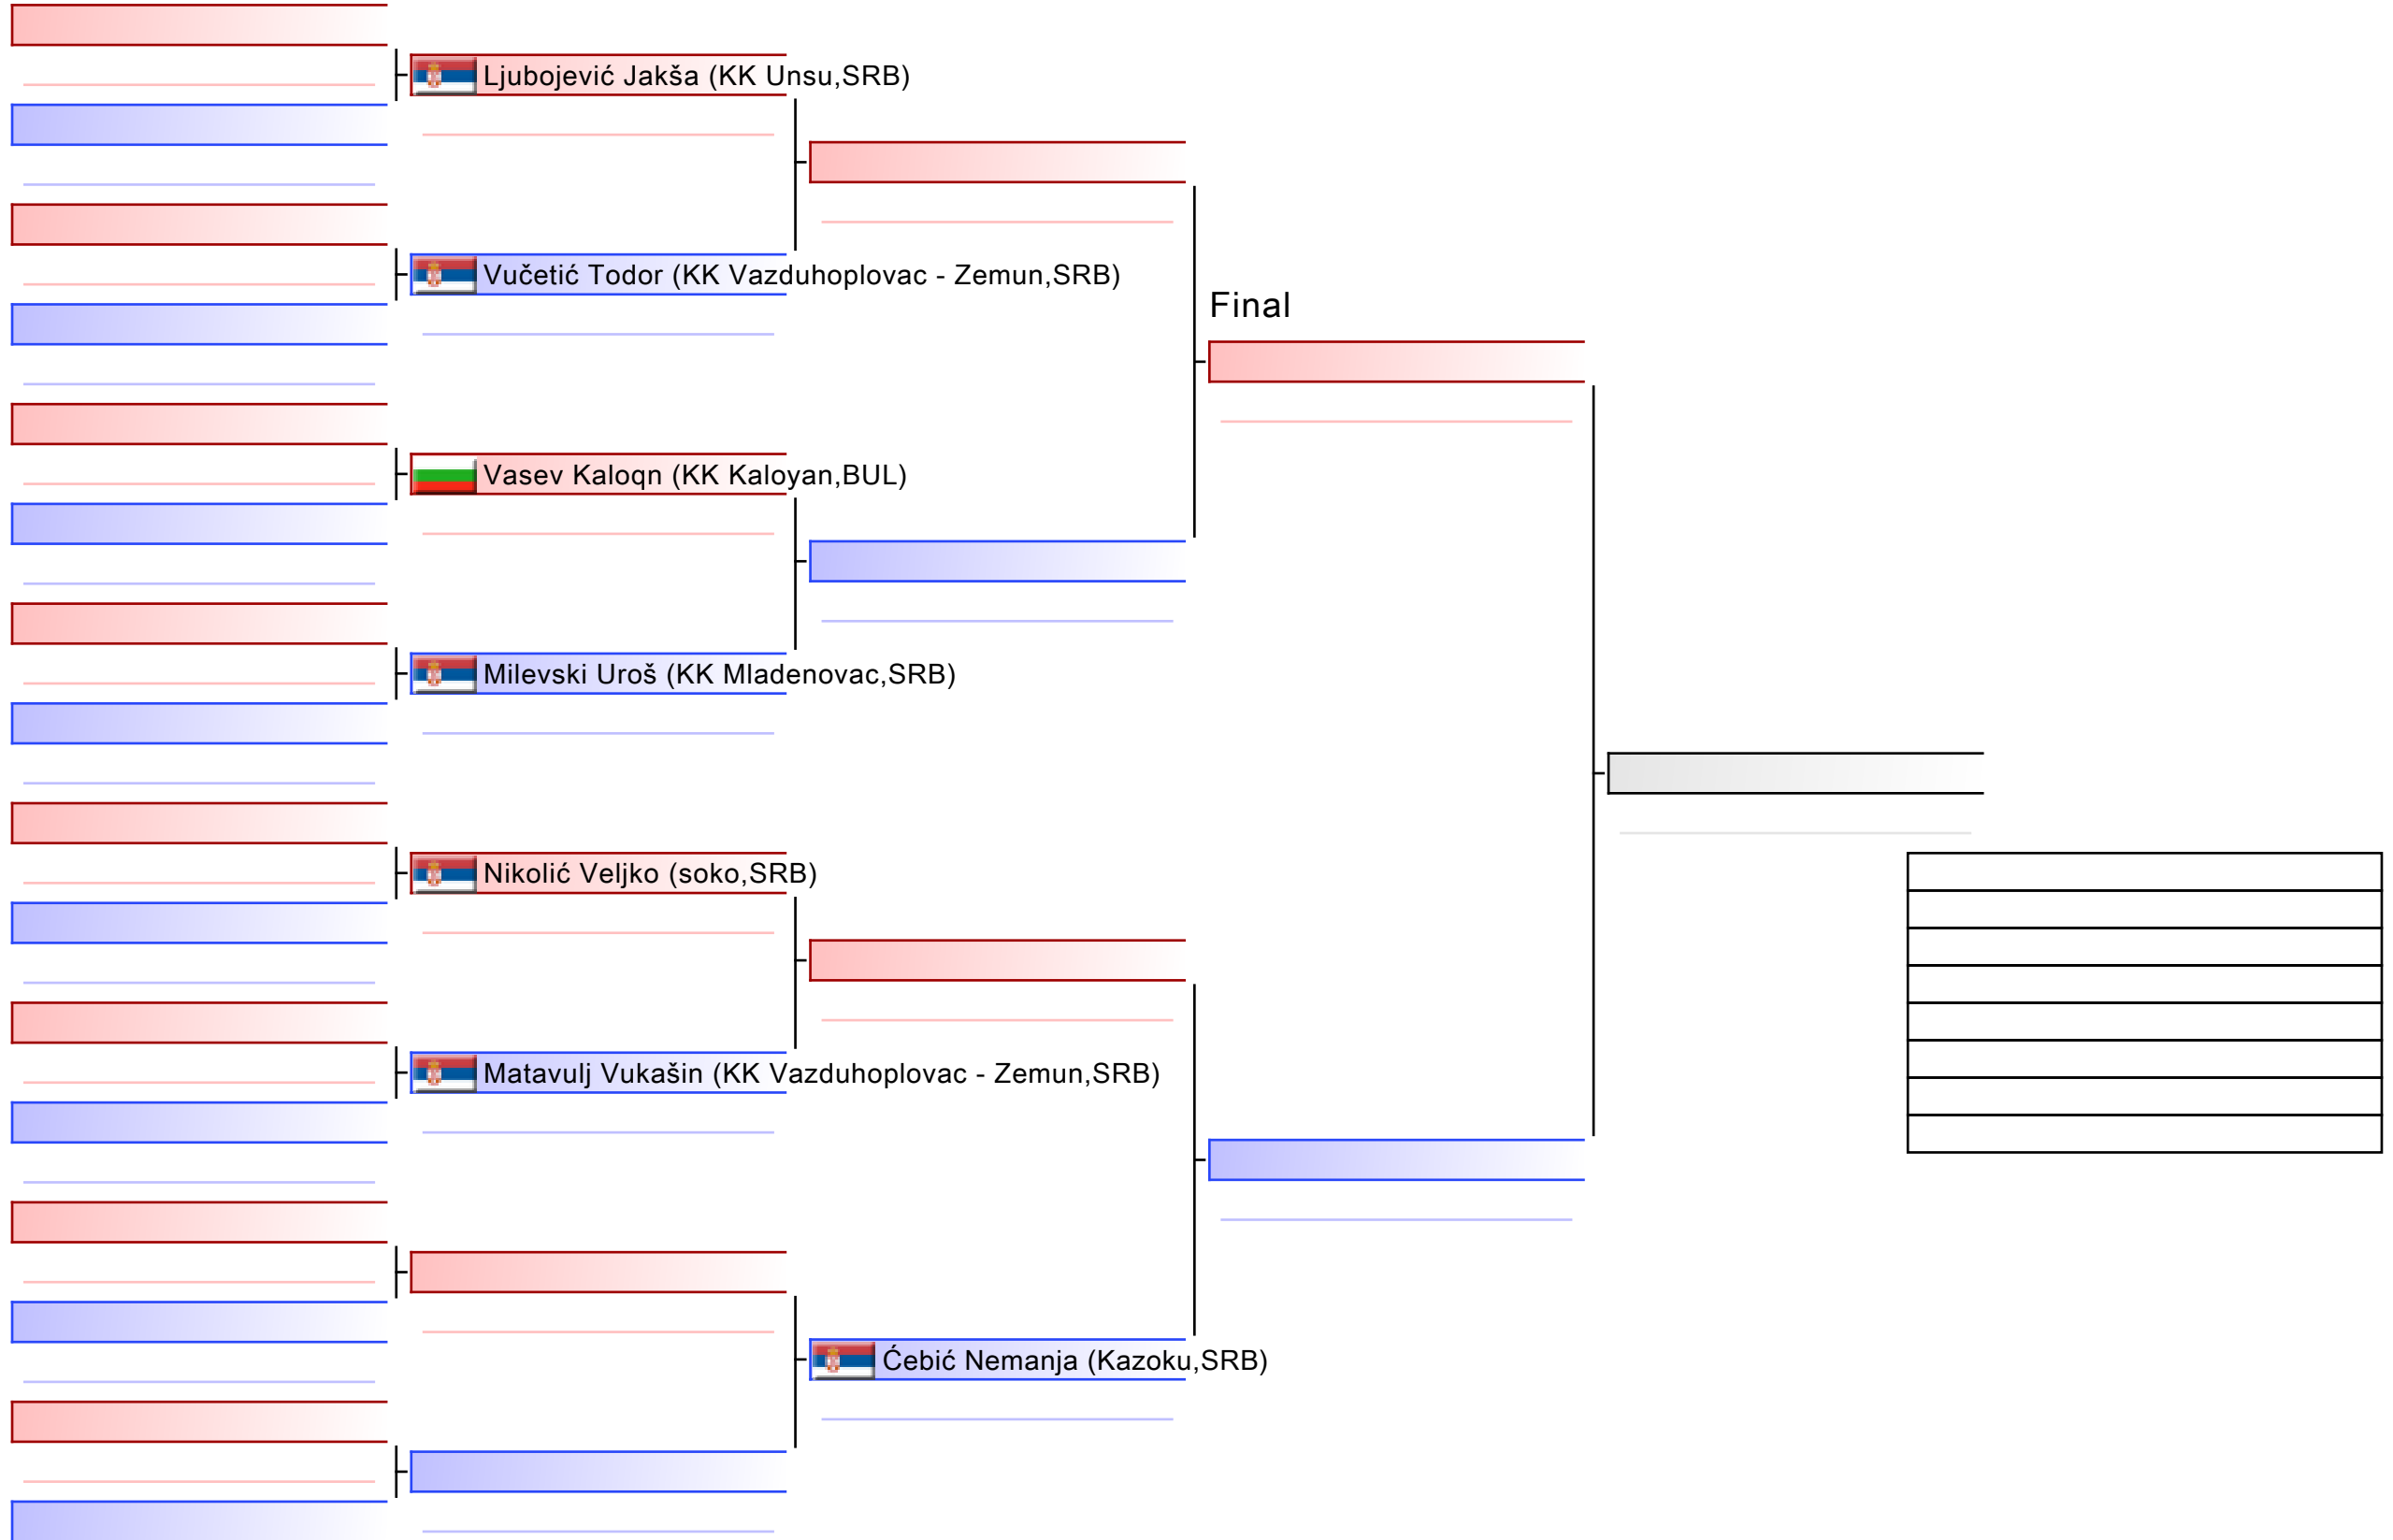 Ljubojević Jakša (KK Unsu,SRB)
Vučetić Todor (KK Vazduhoplovac - Zemun,SRB)
Final
Vasev Kaloqn (KK Kaloyan,BUL)
Milevski Uroš (KK Mladenovac,SRB)
Nikolić Veljko (soko,SRB)
Matavulj Vukašin (KK Vazduhoplovac - Zemun,SRB)
Ćebić Nemanja (Kazoku,SRB)